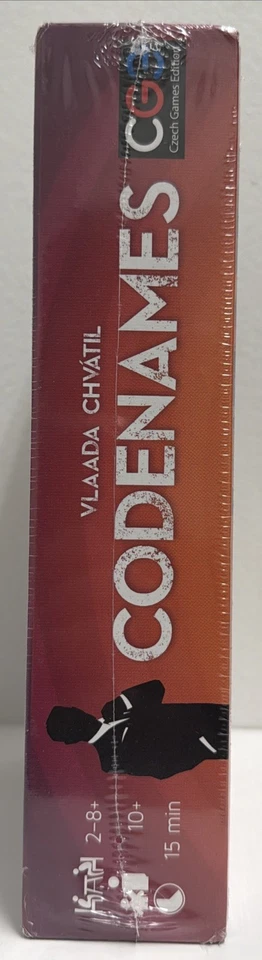 VLAADA CHVÁTIL
CODENAMES
CGE
Czech Games Edition
2–8+
10+
15 min